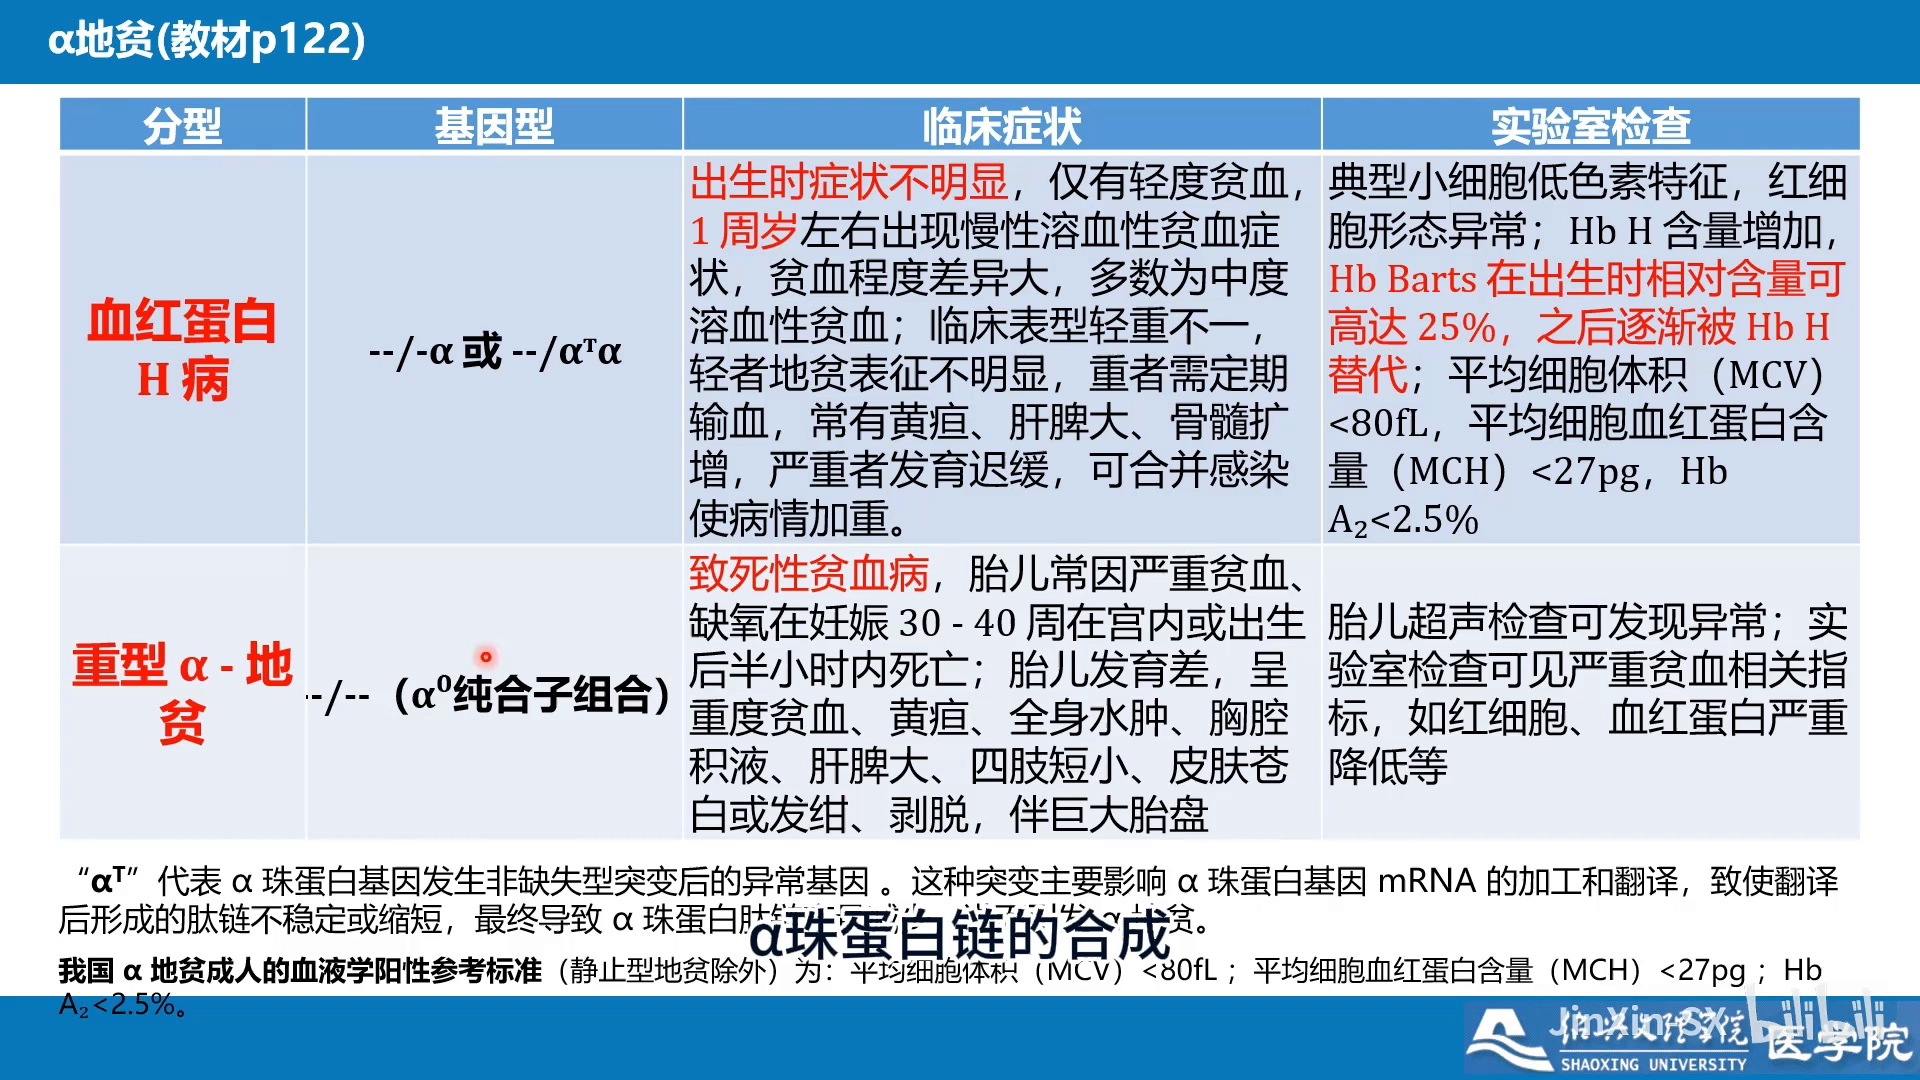 α地贫(教材p122)
分型 基因型 临床症状 实验室检查
血红蛋白
H 病
--/-α 或 --/αᵀα
出生时症状不明显，仅有轻度贫血，
1 周岁左右出现慢性溶血性贫血症
状，贫血程度差异大，多数为中度
溶血性贫血；临床表型轻重不一，
轻者地贫表征不明显，重者需定期
输血，常有黄疸、肝脾大、骨髓扩
增，严重者发育迟缓，可合并感染
使病情加重。
典型小细胞低色素特征，红细
胞形态异常；Hb H 含量增加，
Hb Barts 在出生时相对含量可
高达 25%，之后逐渐被 Hb H
替代；平均细胞体积（MCV）
<80fL，平均细胞血红蛋白含
量（MCH）<27pg，Hb
A₂<2.5%
重型 α - 地
贫
--/--（α⁰纯合子组合）
致死性贫血病，胎儿常因严重贫血、
缺氧在妊娠 30 - 40 周在宫内或出生
后半小时内死亡；胎儿发育差，呈
重度贫血、黄疸、全身水肿、胸腔
积液、肝脾大、四肢短小、皮肤苍
白或发绀、剥脱，伴巨大胎盘
胎儿超声检查可发现异常；实
验室检查可见严重贫血相关指
标，如红细胞、血红蛋白严重
降低等
“αᵀ”代表 α 珠蛋白基因发生非缺失型突变后的异常基因 。这种突变主要影响 α 珠蛋白基因 mRNA 的加工和翻译，致使翻译
后形成的肽链不稳定或缩短，最终导致 α 珠蛋白肽 α 地贫。
α珠蛋白链的合成
我国 α 地贫成人的血液学阳性参考标准（静止型地贫除外）为：平均细胞体积（MCV）<80fL ；平均细胞血红蛋白含量（MCH）<27pg ；Hb
A₂<2.5%。
JinXin-SX bilibili
绍兴文理学院 医学院
SHAOXING UNIVERSITY